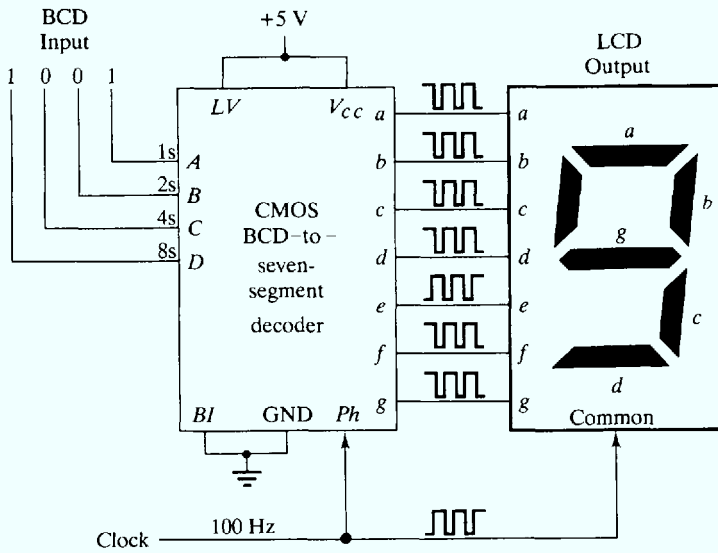 BCD
Input
1 0 0 1
+5 V
LCD
Output
LV
V_CC
1s
2s
4s
8s
A
B
C
D
CMOS
BCD-to-
seven-
segment
decoder
a
b
c
d
e
f
g
a
b
c
d
e
f
g
a
b
g
c
d
BI
GND
Ph
Common
Clock
100 Hz